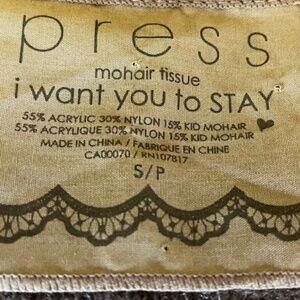 press
mohair tissue
i want you to STAY
55% ACRYLIC 30% NYLON 15% KID MOHAIR
55% ACRYLIQUE 30% NYLON 15% KID MOHAIR
MADE IN CHINA / FABRIQUE EN CHINE
CA00070 / RN107817
S/P